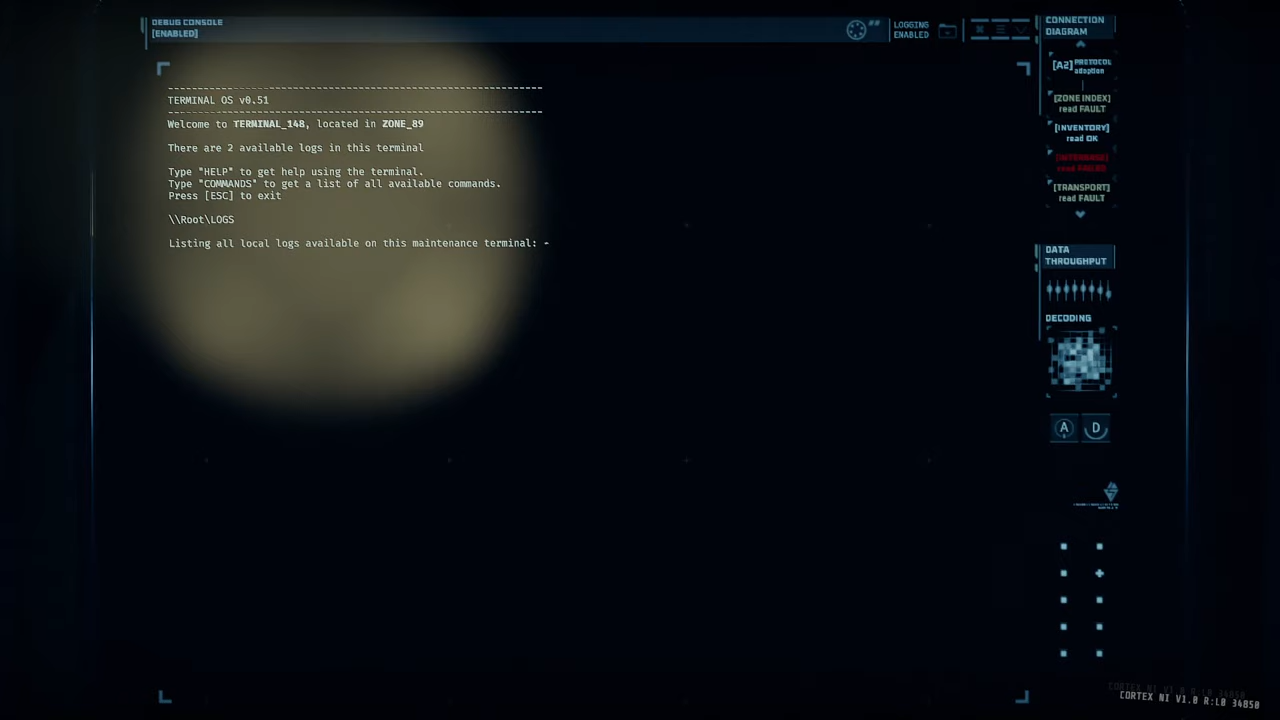 DEBUG CONSOLE
[ENABLED]
LOGGING
ENABLED
CONNECTION
DIAGRAM
------------------------------------------------------------
TERMINAL OS v0.51
------------------------------------------------------------
Welcome to TERMINAL_148, located in ZONE_89
There are 2 available logs in this terminal
Type "HELP" to get help using the terminal.
Type "COMMANDS" to get a list of all available commands.
Press [ESC] to exit
\\Root\LOGS
Listing all local logs available on this maintenance terminal: -
[A2] PROTOCOL
adaption
[ZONE INDEX]
read FAULT
[INVENTORY]
read OK
read FAILED
[TRANSPORT]
read FAULT
DATA
THROUGHPUT
DECODING
A D
CORTEX NI V1.0 R:L0 34850